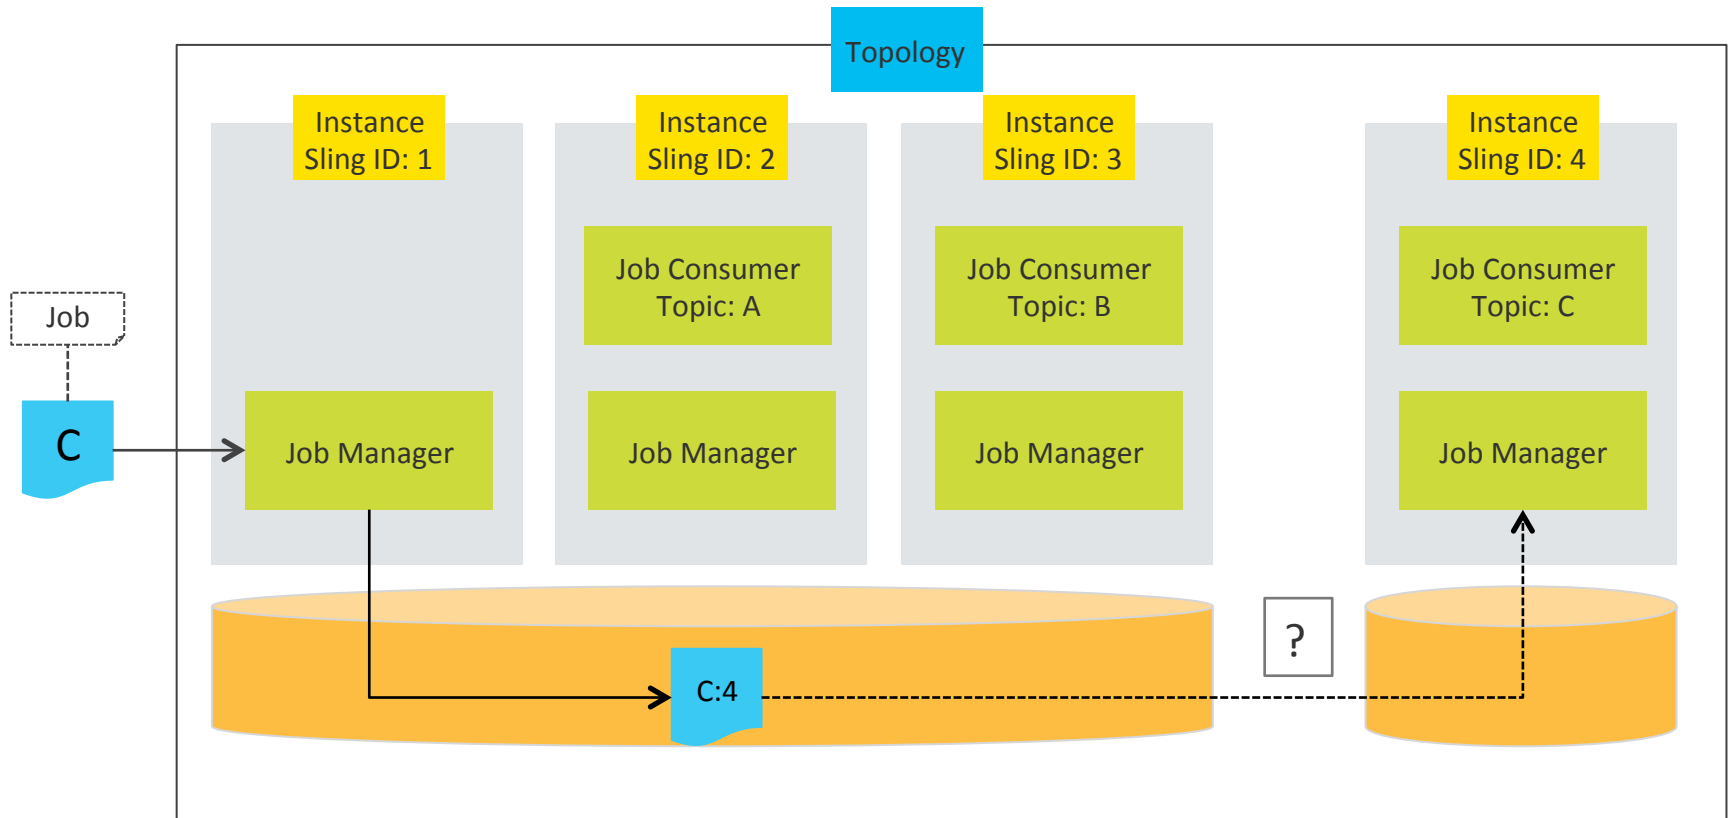 Topology
Instance
Sling ID: 1
Instance
Sling ID: 2
Instance
Sling ID: 3
Instance
Sling ID: 4
Job Consumer
Topic: A
Job Consumer
Topic: B
Job Consumer
Topic: C
Job
C
Job Manager
Job Manager
Job Manager
Job Manager
?
C:4